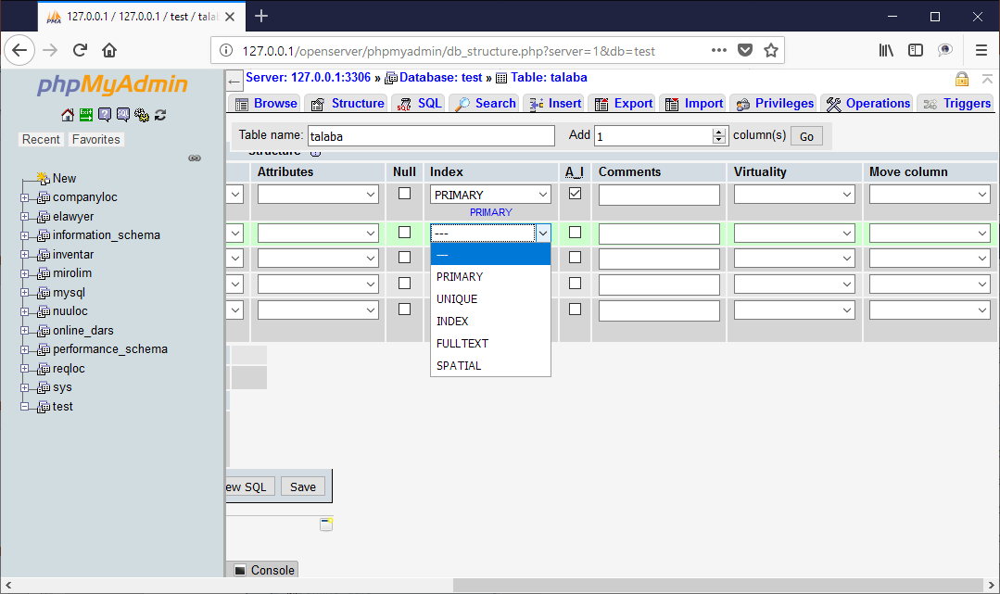 127.0.0.1 / 127.0.0.1 / test / talab
127.0.0.1/openserver/phpmyadmin/db_structure.php?server=1&db=test
phpMyAdmin
Recent Favorites
New
companyloc
elawyer
information_schema
inventar
mirolim
mysql
nuuloc
online_dars
performance_schema
reqloc
sys
test
Server: 127.0.0.1:3306 » Database: test » Table: talaba
Browse Structure SQL Search Insert Export Import Privileges Operations Triggers
Table name: talaba Add 1 column(s) Go
Structure
Attributes Null Index A_I Comments Virtuality Move column
PRIMARY
PRIMARY
---
---
PRIMARY
UNIQUE
INDEX
FULLTEXT
SPATIAL
ew SQL Save
Console